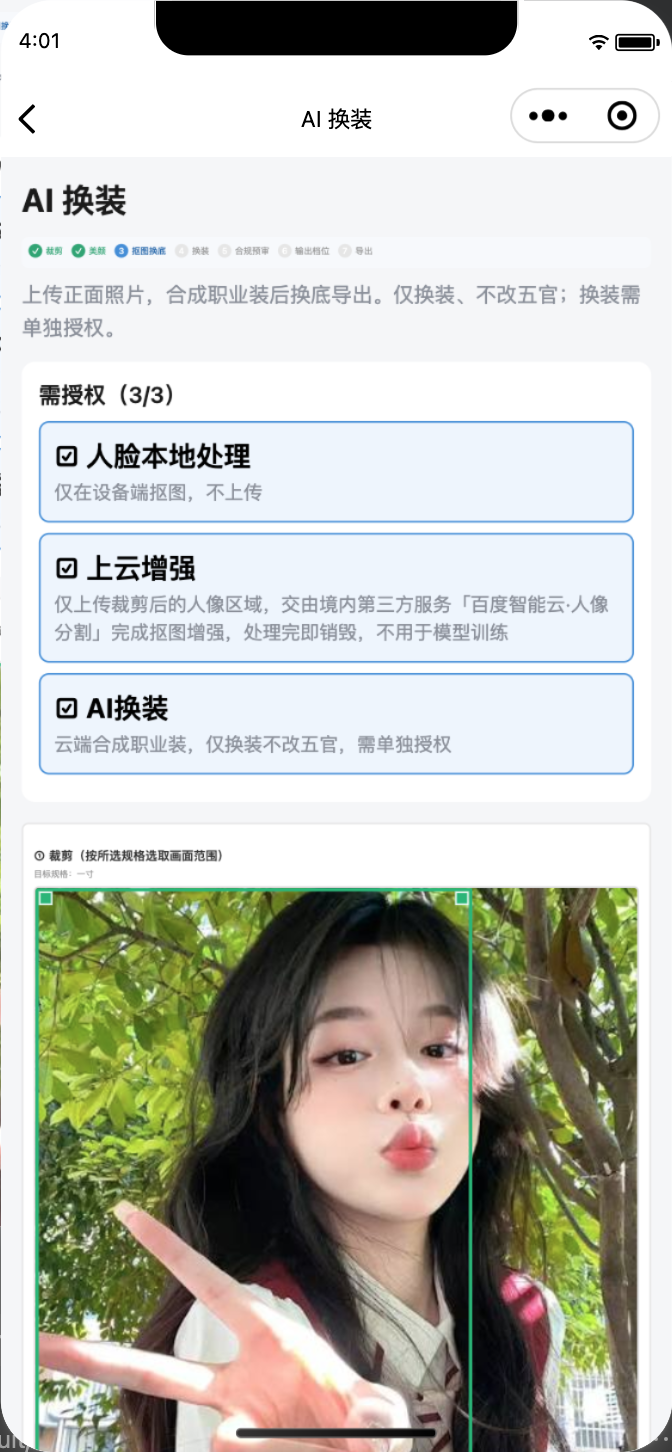 4:01
AI 换装
AI 换装
裁剪 美颜 3 抠图换底 4 换装 5 合规预审 6 输出档位 7 导出
上传正面照片，合成职业装后换底导出。仅换装、不改五官；换装需
单独授权。
需授权（3/3）
人脸本地处理
仅在设备端抠图，不上传
上云增强
仅上传裁剪后的人像区域，交由境内第三方服务「百度智能云·人像
分割」完成抠图增强，处理完即销毁，不用于模型训练
AI换装
云端合成职业装，仅换装不改五官，需单独授权
① 裁剪（按所选规格选取画面范围）
目标规格：一寸